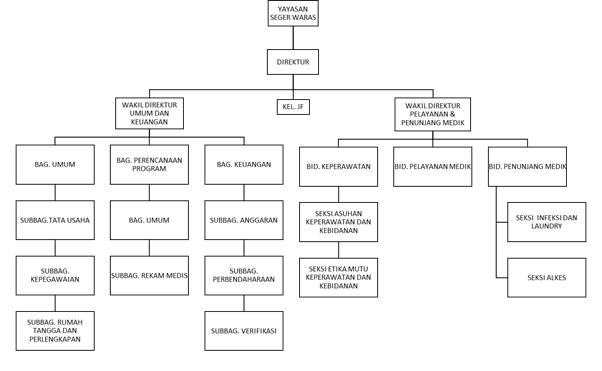 YAYASAN
SEGER WARAS
DIREKTUR
WAKIL DIREKTUR
UMUM DAN
KEUANGAN
KEL. JF
WAKIL DIREKTUR
PELAYANAN &
PENUNJANG MEDIK
BAG. UMUM
BAG. PERENCANAAN
PROGRAM
BAG. KEUANGAN
BID. KEPERAWATAN
BID. PELAYANAN MEDIK
BID. PENUNJANG MEDIK
SUBBAG.TATA USAHA
BAG. UMUM
SUBBAG. ANGGARAN
SEKSI ASUHAN
KEPERAWATAN DAN
KEBIDANAN
SEKSI INFEKSI DAN
LAUNDRY
SUBBAG.
KEPEGAWAIAN
SUBBAG. REKAM MEDIS
SUBBAG.
PERBENDAHARAAN
SEKSI ETIKA MUTU
KEPERAWATAN DAN
KEBIDANAN
SEKSI ALKES
SUBBAG. RUMAH
TANGGA DAN
PERLENGKAPAN
SUBBAG. VERIFIKASI